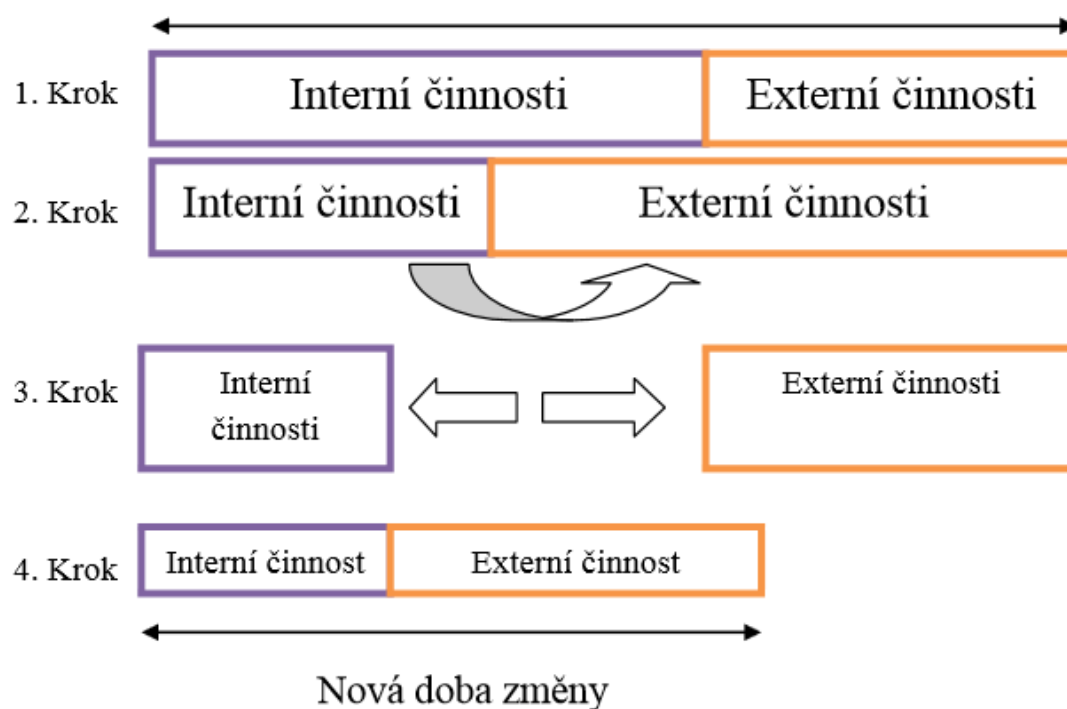 1. Krok
Interní činnosti
Externí činnosti
2. Krok
Interní činnosti
Externí činnosti
3. Krok
Interní
činnosti
Externí činnosti
4. Krok
Interní činnost
Externí činnost
Nová doba změny